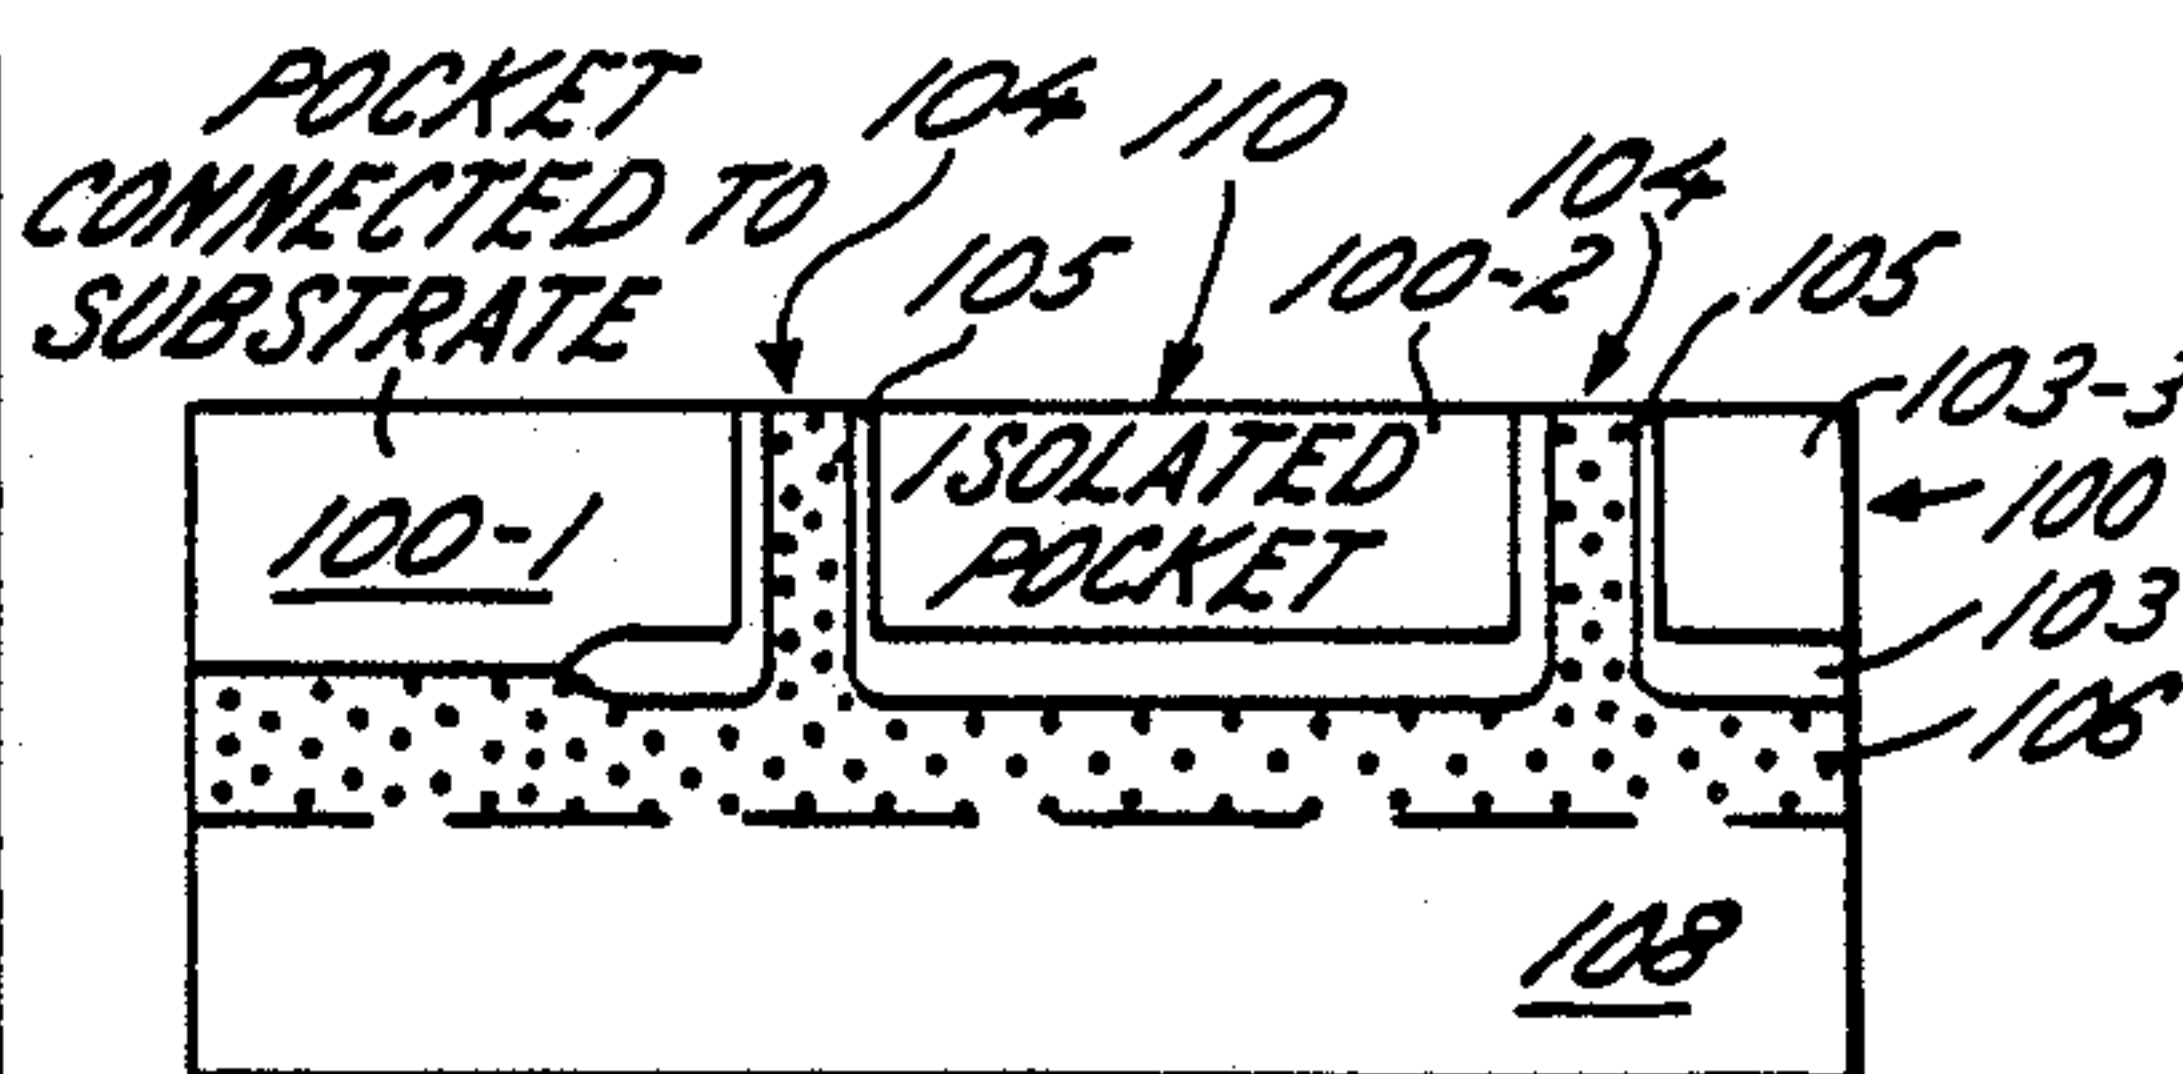 POCKET
CONNECTED TO
SUBSTRATE
104
110
104
105
100-2
105
103-3
100-1
ISOLATED
POCKET
100
103
106
108